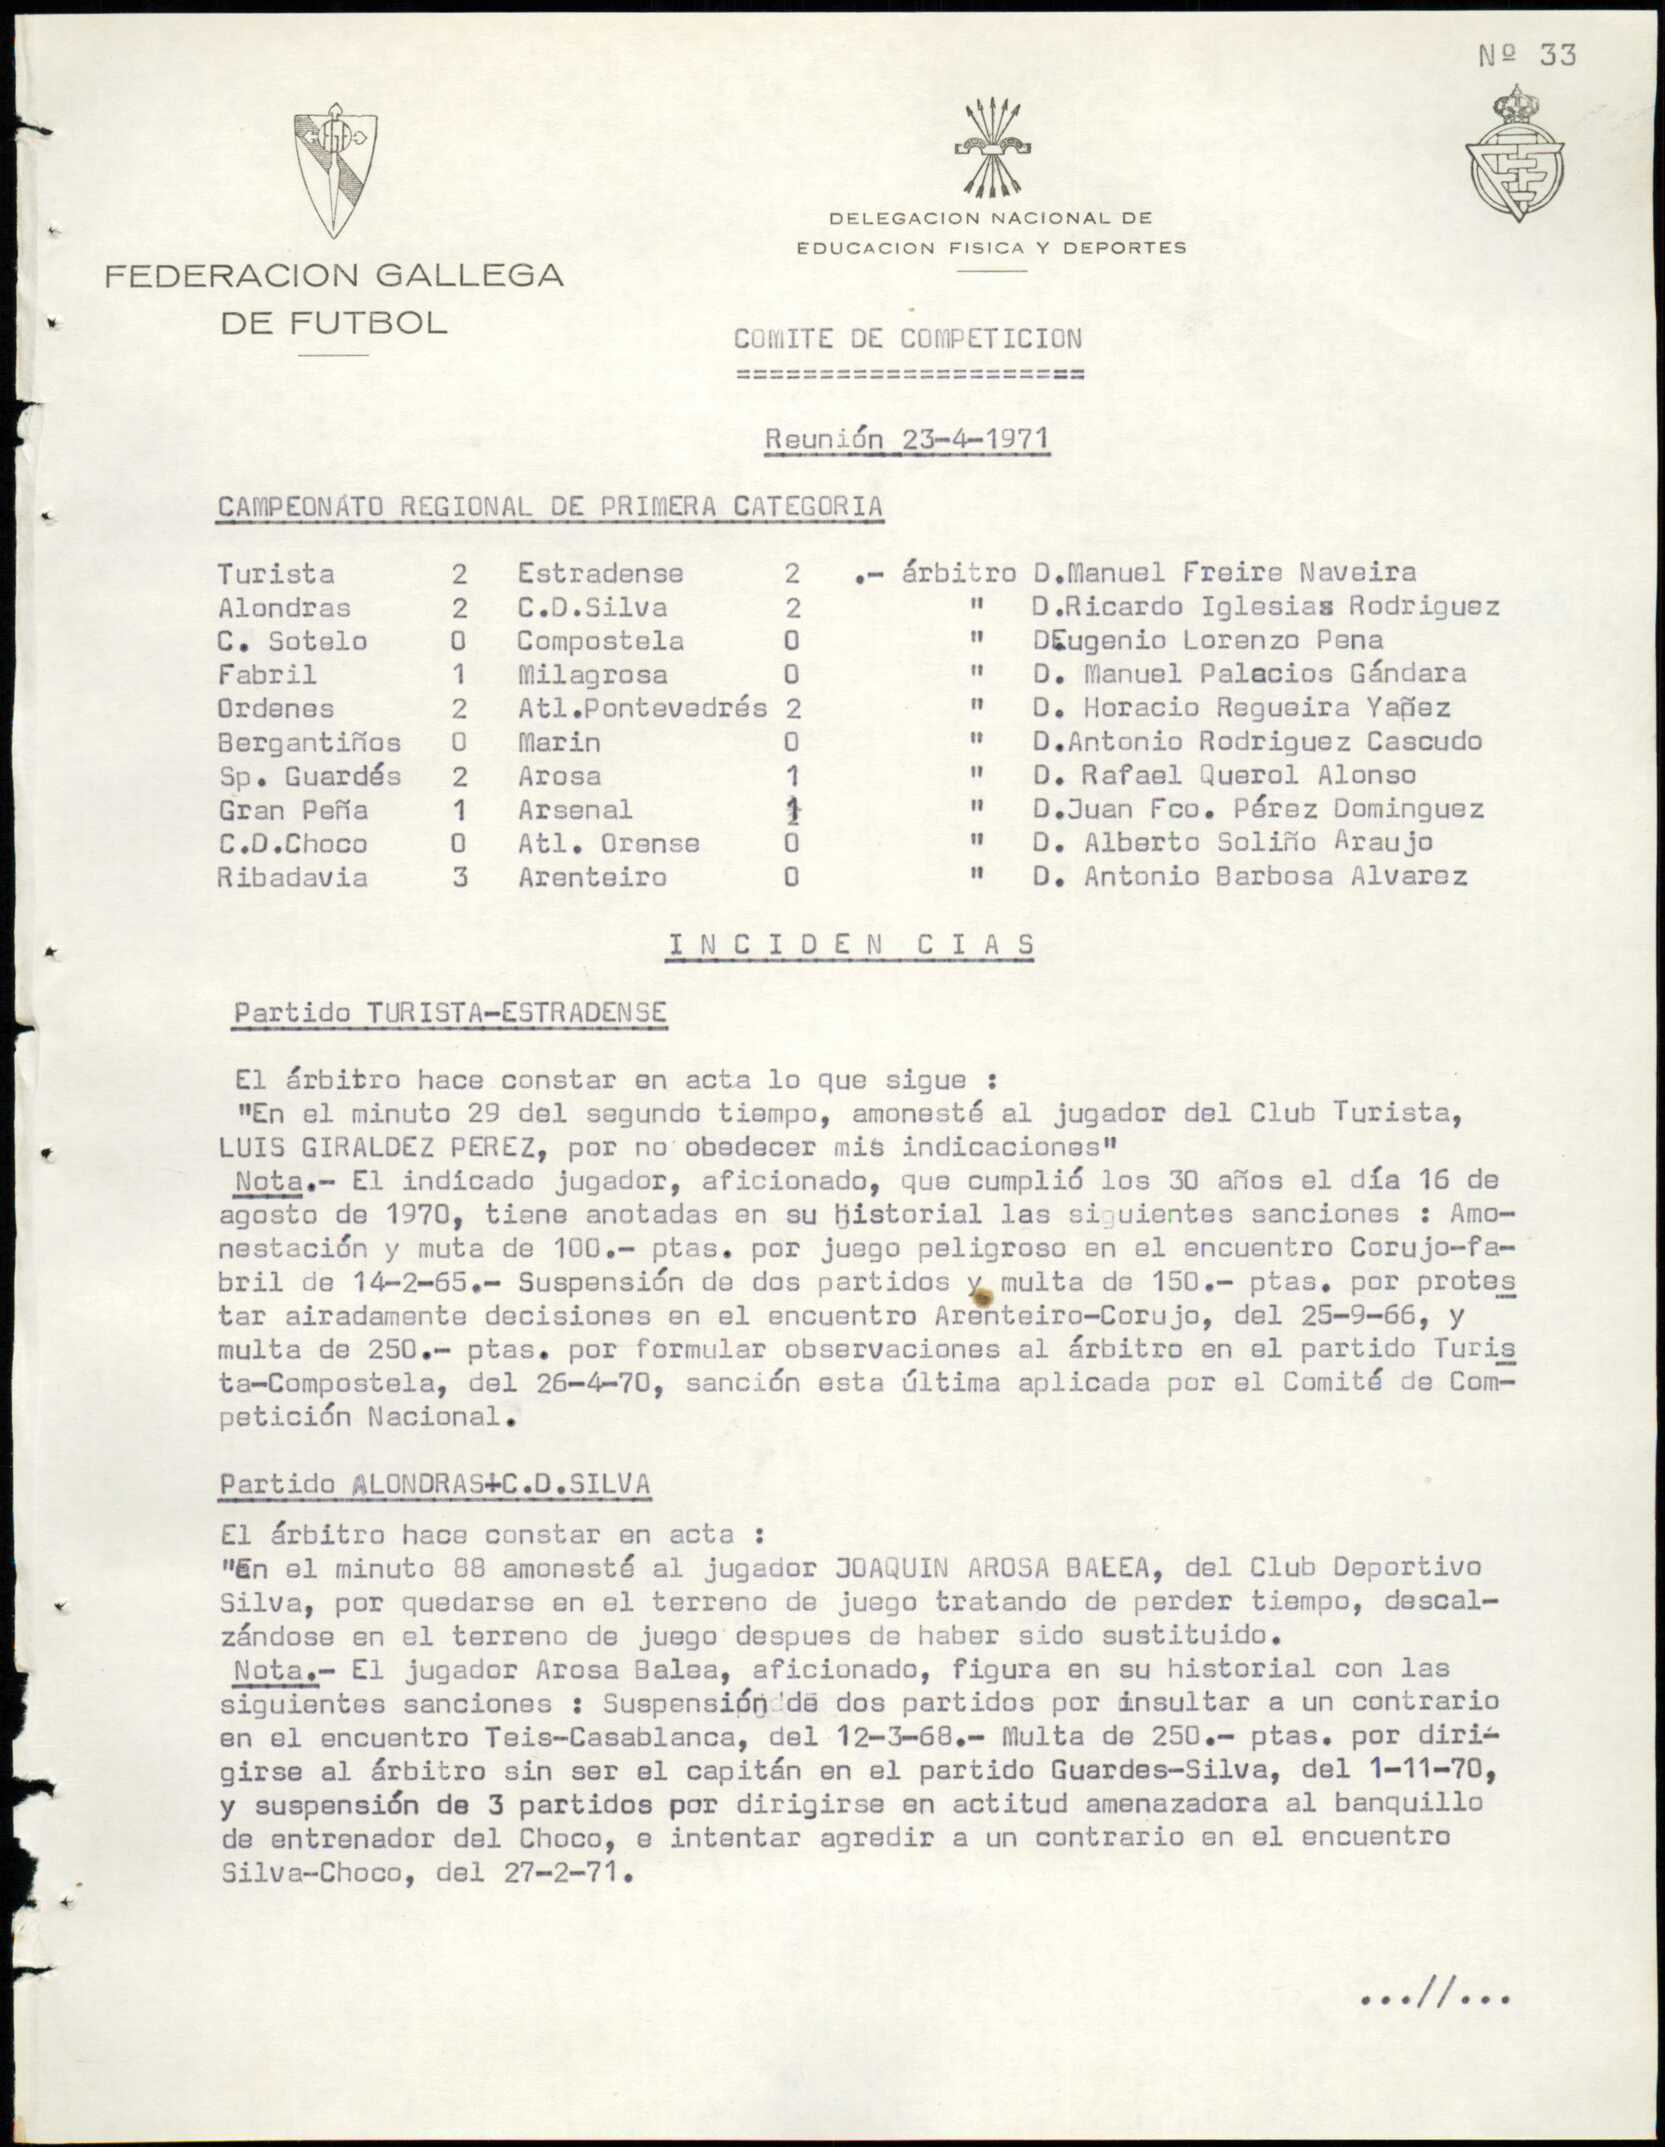 Nº 33
FEDERACION GALLEGA
DE FUTBOL
DELEGACION NACIONAL DE
EDUCACION FISICA Y DEPORTES
COMITE DE COMPETICION
=====================
Reunión 23-4-1971
CAMPEONATO REGIONAL DE PRIMERA CATEGORIA
Turista 2 Estradense 2 .- árbitro D.Manuel Freire Naveira
Alondras 2 C.D.Silva 2 " D.Ricardo Iglesias Rodriguez
C. Sotelo 0 Compostela 0 " D.Eugenio Lorenzo Pena
Fabril 1 Milagrosa 0 " D. Manuel Palacios Gándara
Ordenes 2 Atl.Pontevedrés 2 " D. Horacio Regueira Yañez
Bergantiños 0 Marin 0 " D.Antonio Rodriguez Cascudo
Sp. Guardés 2 Arosa 1 " D. Rafael Querol Alonso
Gran Peña 1 Arsenal 1 " D.Juan Fco. Pérez Dominguez
C.D.Choco 0 Atl. Orense 0 " D. Alberto Soliño Araujo
Ribadavia 3 Arenteiro 0 " D. Antonio Barbosa Alvarez
I N C I D E N C I A S
Partido TURISTA-ESTRADENSE
El árbitro hace constar en acta lo que sigue :
"En el minuto 29 del segundo tiempo, amonesté al jugador del Club Turista,
LUIS GIRALDEZ PEREZ, por no obedecer mis indicaciones"
Nota.- El indicado jugador, aficionado, que cumplió los 30 años el día 16 de
agosto de 1970, tiene anotadas en su historial las siguientes sanciones : Amo-
nestación y muta de 100.- ptas. por juego peligroso en el encuentro Corujo-fa-
bril de 14-2-65.- Suspensión de dos partidos y multa de 150.- ptas. por protes
tar airadamente decisiones en el encuentro Arenteiro-Corujo, del 25-9-66, y
multa de 250.- ptas. por formular observaciones al árbitro en el partido Turis
ta-Compostela, del 26-4-70, sanción esta última aplicada por el Comité de Com-
petición Nacional.
Partido ALONDRAS+C.D.SILVA
El árbitro hace constar en acta :
"En el minuto 88 amonesté al jugador JOAQUIN AROSA BALEA, del Club Deportivo
Silva, por quedarse en el terreno de juego tratando de perder tiempo, descal-
zándose en el terreno de juego despues de haber sido sustituido.
Nota.- El jugador Arosa Balea, aficionado, figura en su historial con las
siguientes sanciones : Suspensión de dos partidos por insultar a un contrario
en el encuentro Teis-Casablanca, del 12-3-68.- Multa de 250.- ptas. por diri-
girse al árbitro sin ser el capitán en el partido Guardes-Silva, del 1-11-70,
y suspensión de 3 partidos por dirigirse en actitud amenazadora al banquillo
de entrenador del Choco, e intentar agredir a un contrario en el encuentro
Silva-Choco, del 27-2-71.
...//...